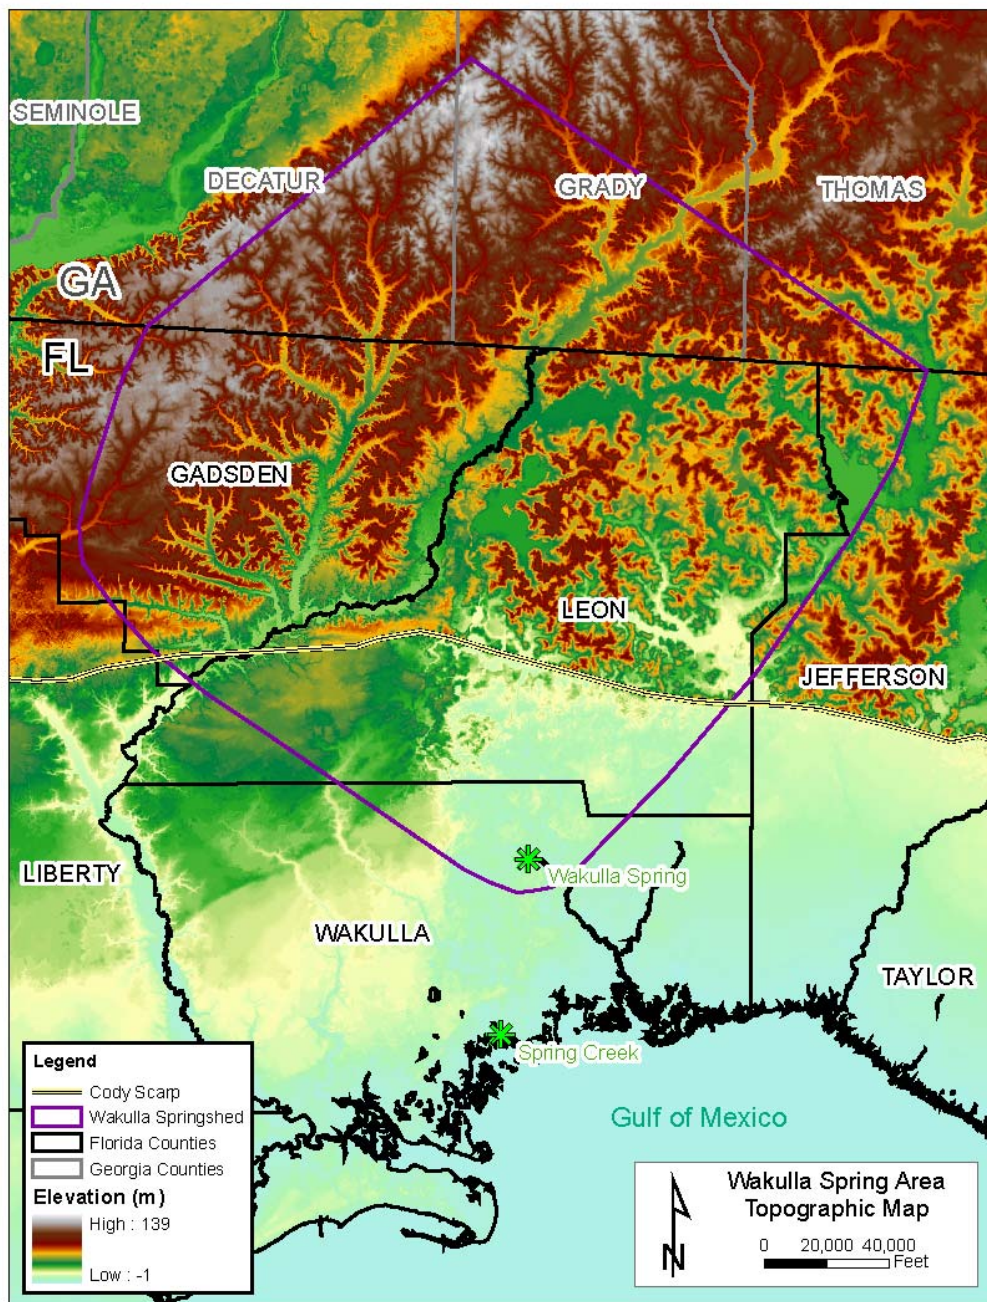 SEMINOLE
DECATUR
GRADY
THOMAS
GA
FL
GADSDEN
LEON
JEFFERSON
LIBERTY
Wakulla Spring
WAKULLA
TAYLOR
Spring Creek
Gulf of Mexico
Legend
Cody Scarp
Wakulla Springshed
Florida Counties
Georgia Counties
Elevation (m)
High : 139
Low : -1
Wakulla Spring Area
Topographic Map
N
0 20,000 40,000
Feet